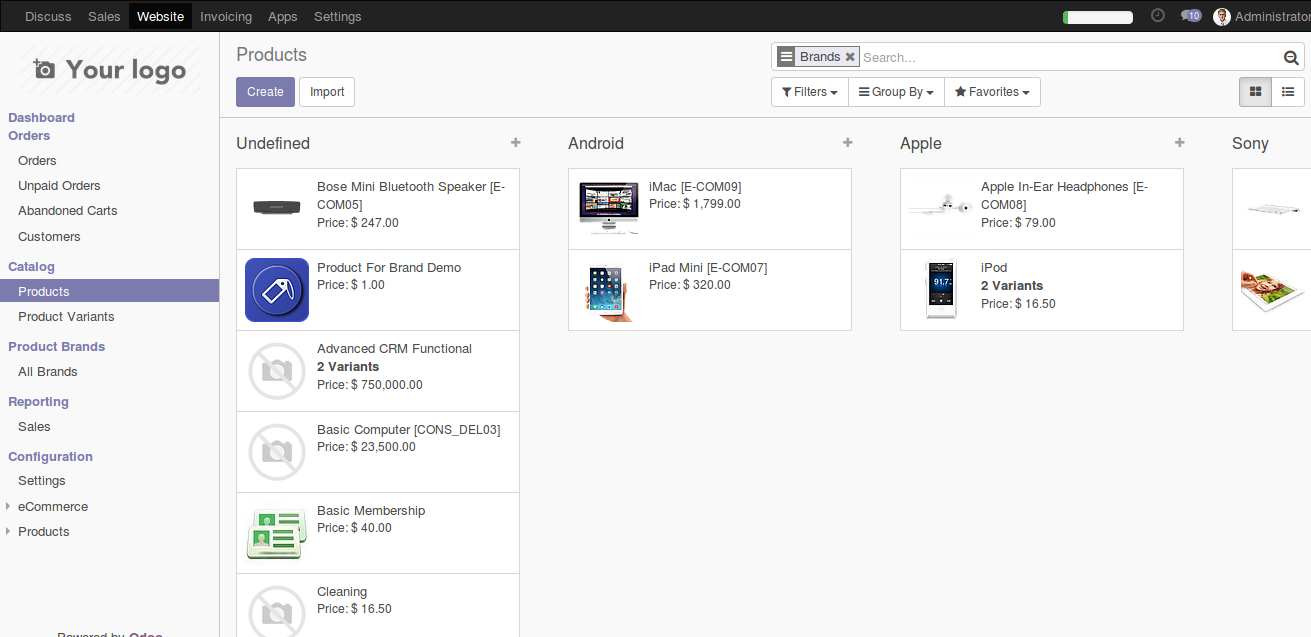 Discuss Sales Website Invoicing Apps Settings 10 Administrator
Your logo
Products
Brands Search...
Create Import
Filters Group By Favorites
Dashboard
Orders
Orders
Unpaid Orders
Abandoned Carts
Customers
Catalog
Products
Product Variants
Product Brands
All Brands
Reporting
Sales
Configuration
Settings
eCommerce
Products
Powered by Odoo
Undefined +
Bose Mini Bluetooth Speaker [E-
COM05]
Price: $ 247.00
Product For Brand Demo
Price: $ 1.00
Advanced CRM Functional
2 Variants
Price: $ 750,000.00
Basic Computer [CONS_DEL03]
Price: $ 23,500.00
Basic Membership
Price: $ 40.00
Cleaning
Price: $ 16.50
Android +
iMac [E-COM09]
Price: $ 1,799.00
iPad Mini [E-COM07]
Price: $ 320.00
Apple +
Apple In-Ear Headphones [E-
COM08]
Price: $ 79.00
91.7
iPod
2 Variants
Price: $ 16.50
Sony